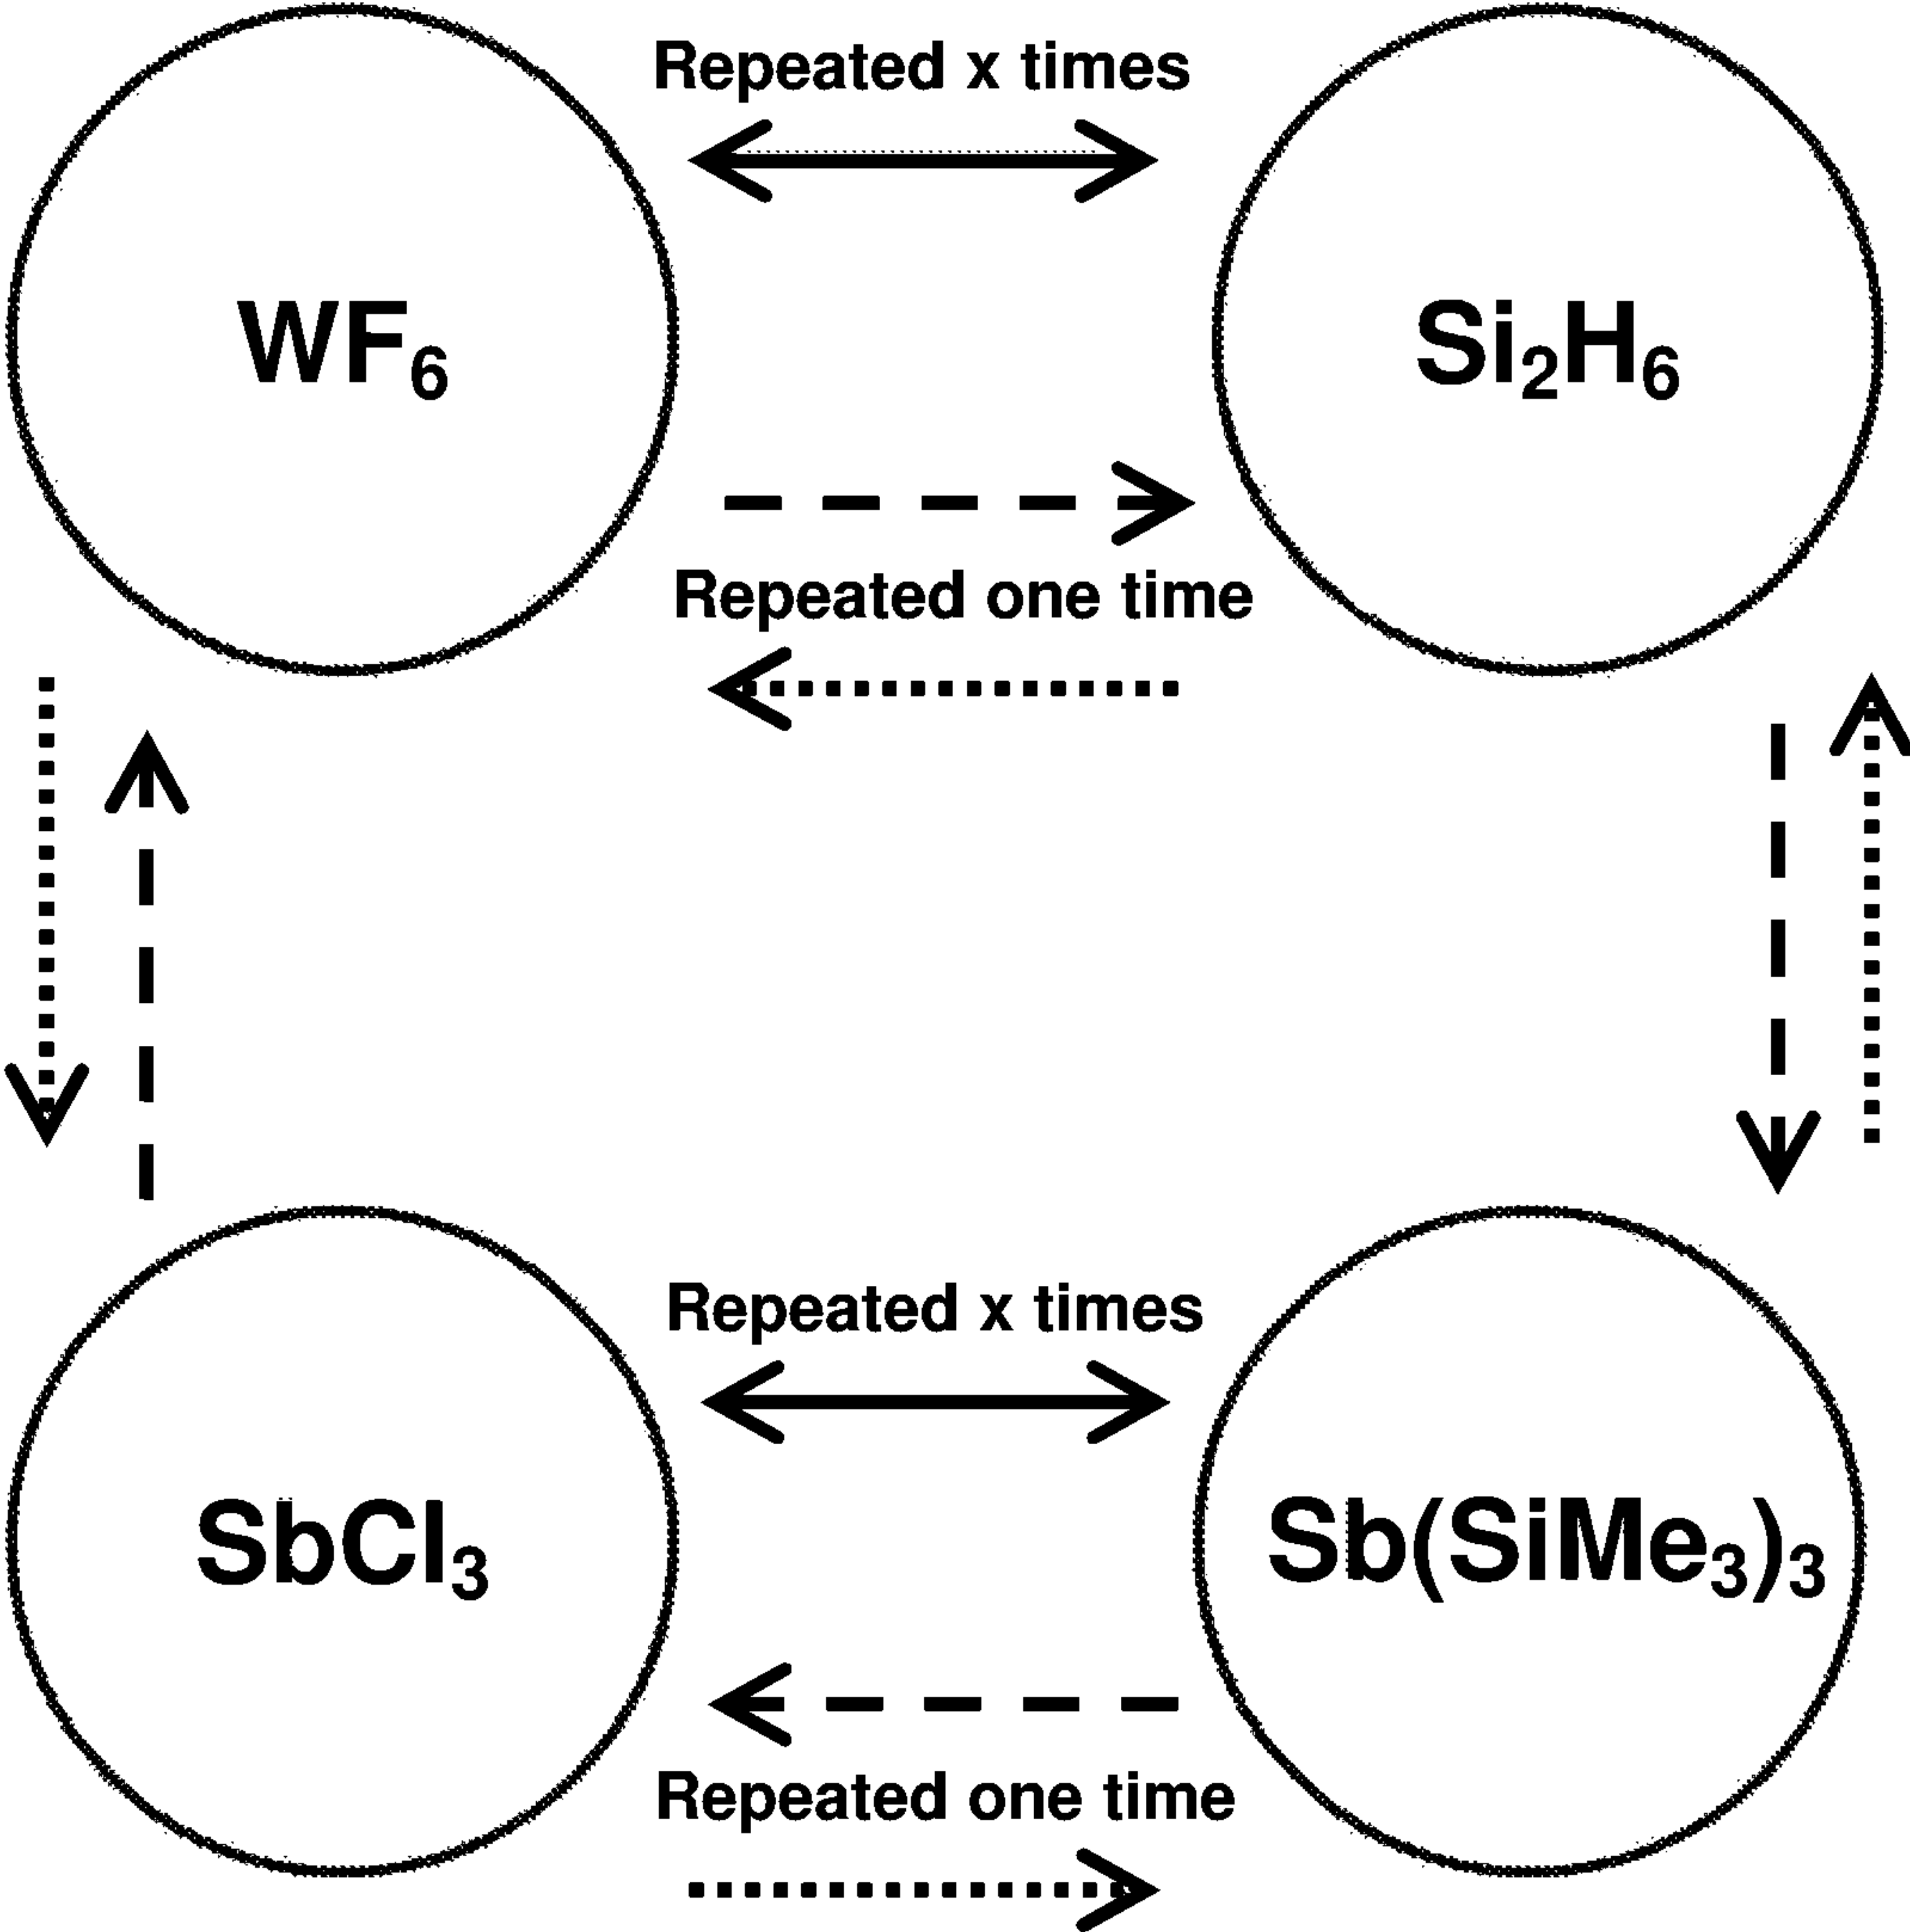 Repeated x times
WF₆
Si₂H₆
Repeated one time
Repeated x times
SbCl₃
Sb(SiMe₃)₃
Repeated one time